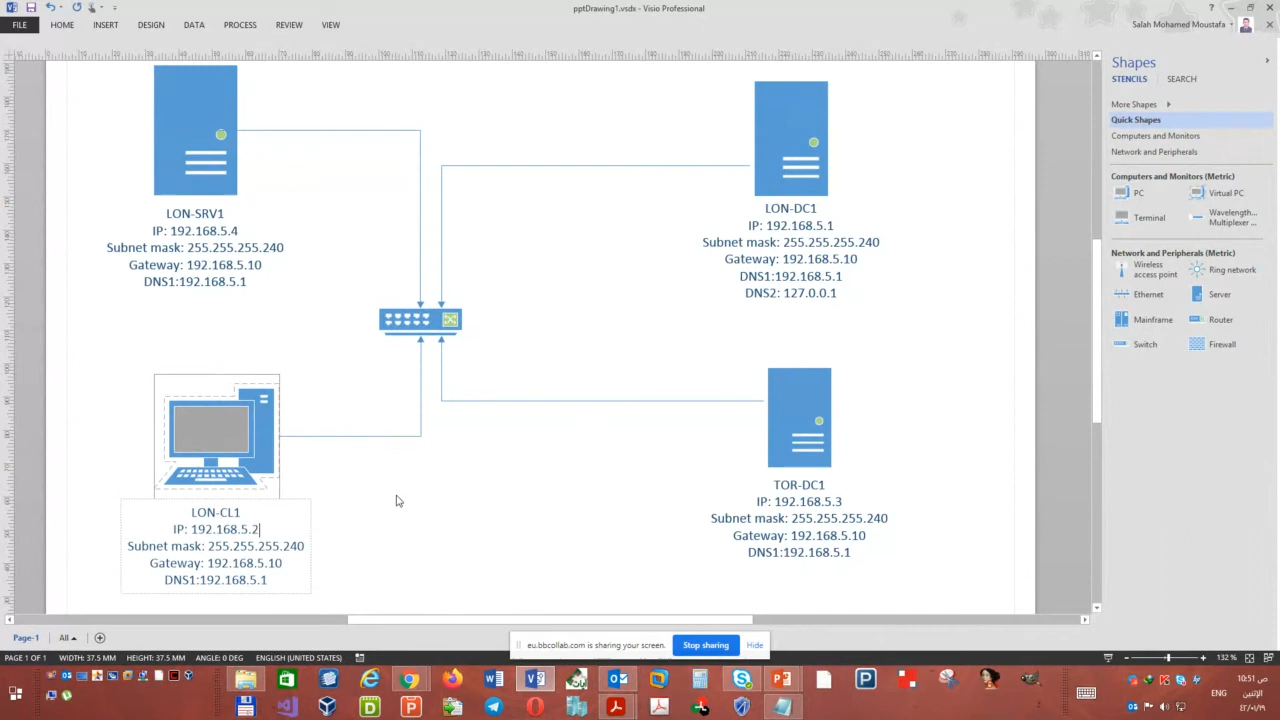 pptDrawing1.vsdx - Visio Professional
FILE
HOME
INSERT
DESIGN
DATA
PROCESS
REVIEW
VIEW
Salah Mohamed Moustafa
LON-SRV1
IP: 192.168.5.4
Subnet mask: 255.255.255.240
Gateway: 192.168.5.10
DNS1:192.168.5.1
LON-DC1
IP: 192.168.5.1
Subnet mask: 255.255.255.240
Gateway: 192.168.5.10
DNS1:192.168.5.1
DNS2: 127.0.0.1
LON-CL1
IP: 192.168.5.2
Subnet mask: 255.255.255.240
Gateway: 192.168.5.10
DNS1:192.168.5.1
TOR-DC1
IP: 192.168.5.3
Subnet mask: 255.255.255.240
Gateway: 192.168.5.10
DNS1:192.168.5.1
Shapes
STENCILS
SEARCH
More Shapes
Quick Shapes
Computers and Monitors
Network and Peripherals
Computers and Monitors (Metric)
PC
Virtual PC
Terminal
Wavelength...
Multiplexer ...
Network and Peripherals (Metric)
Wireless
access point
Ring network
Ethernet
Server
Mainframe
Router
Switch
Firewall
Page-1
All
eu.bbcollab.com is sharing your screen.
Stop sharing
Hide
PAGE 1 OF 1
WIDTH: 37.5 MM
HEIGHT: 37.5 MM
ANGLE: 0 DEG
ENGLISH (UNITED STATES)
132 %
ENG
10:51 ص
الإثنين